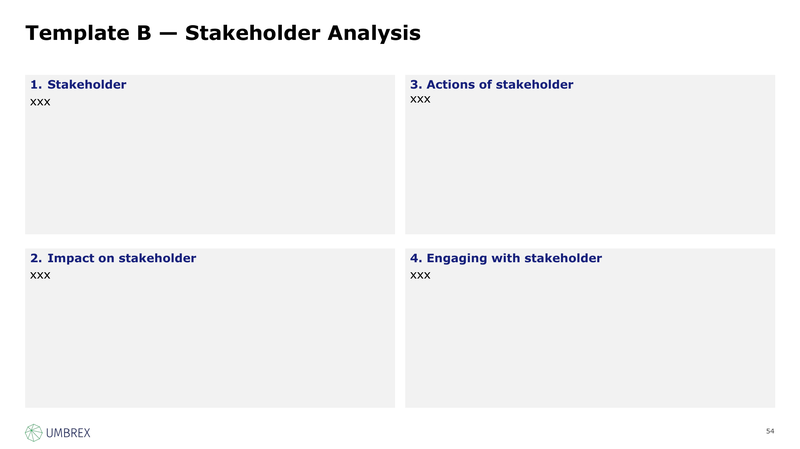 Template B — Stakeholder Analysis
1. Stakeholder
xxx
3. Actions of stakeholder
xxx
2. Impact on stakeholder
xxx
4. Engaging with stakeholder
xxx
UMBREX
54